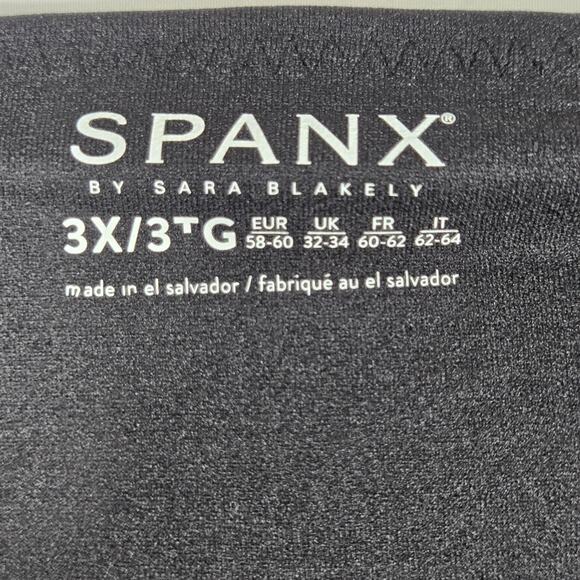 SPANX®
BY SARA BLAKELY
3X/3TG EUR 58-60 UK 32-34 FR 60-62 IT 62-64
made in el salvador / fabriqué au el salvador